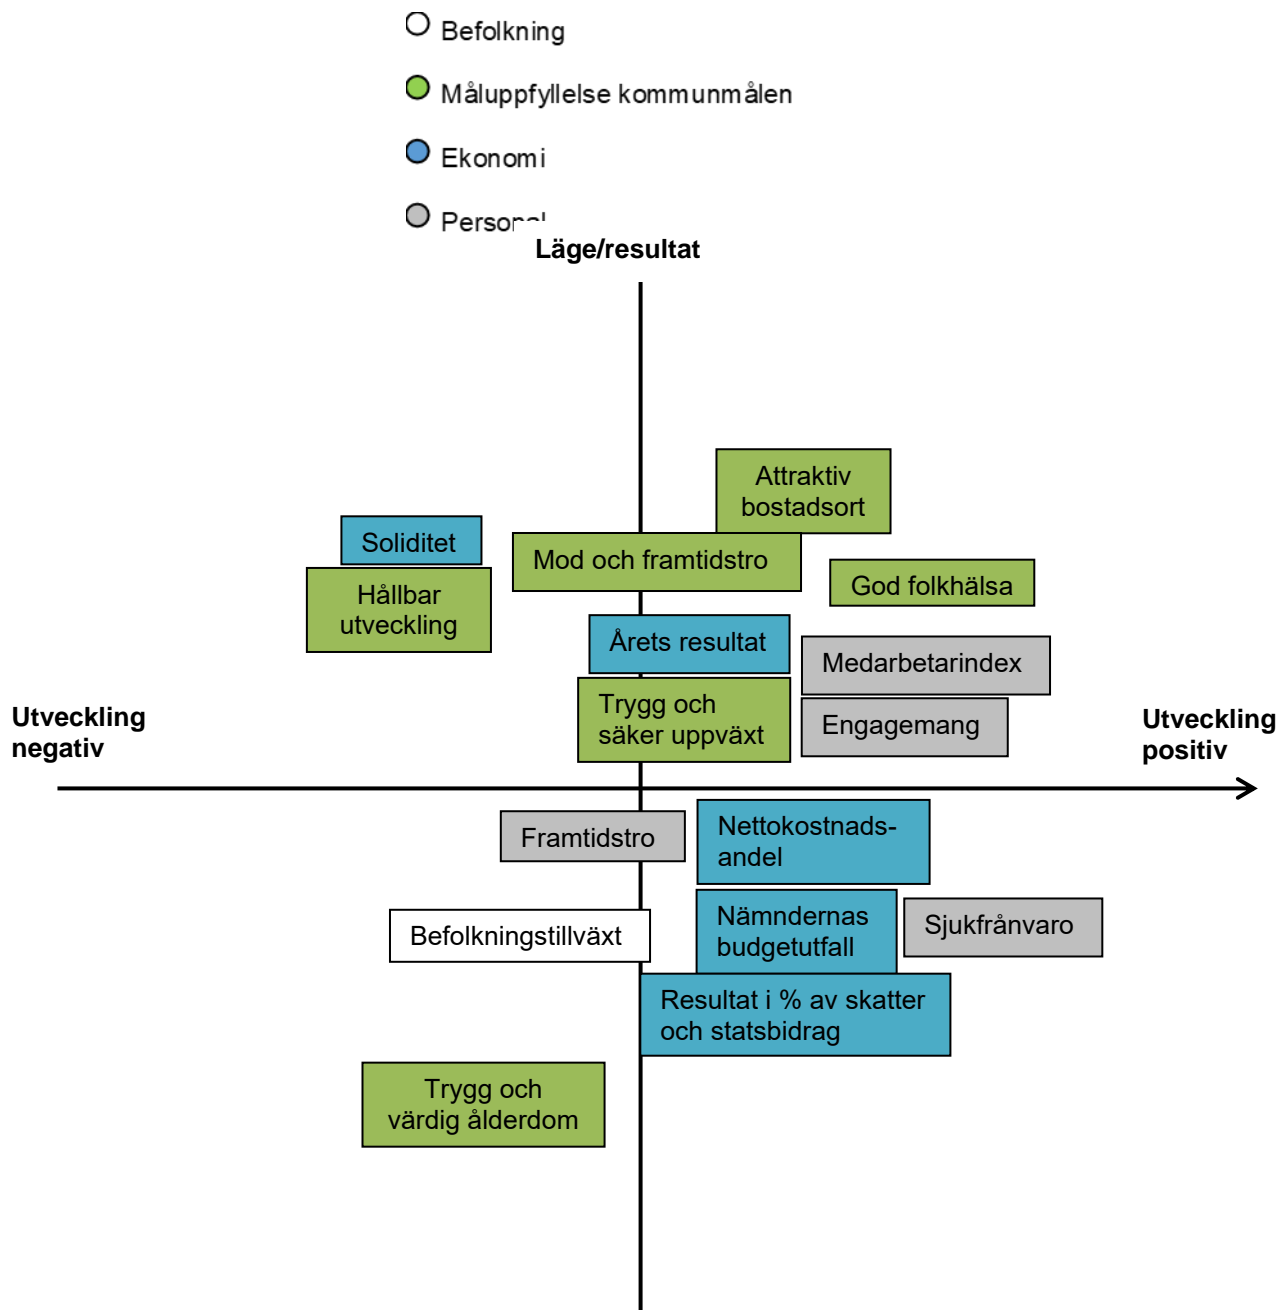 Befolkning
Måluppfyllelse kommunmålen
Ekonomi
Personal
Läge/resultat
Attraktiv
bostadsort
Soliditet
Mod och framtidstro
God folkhälsa
Hållbar
utveckling
Årets resultat
Medarbetarindex
Trygg och
säker uppväxt
Engagemang
Utveckling
negativ
Utveckling
positiv
Framtidstro
Nettokostnads-
andel
Befolkningstillväxt
Nämndernas
budgetutfall
Sjukfrånvaro
Resultat i % av skatter
och statsbidrag
Trygg och
värdig ålderdom